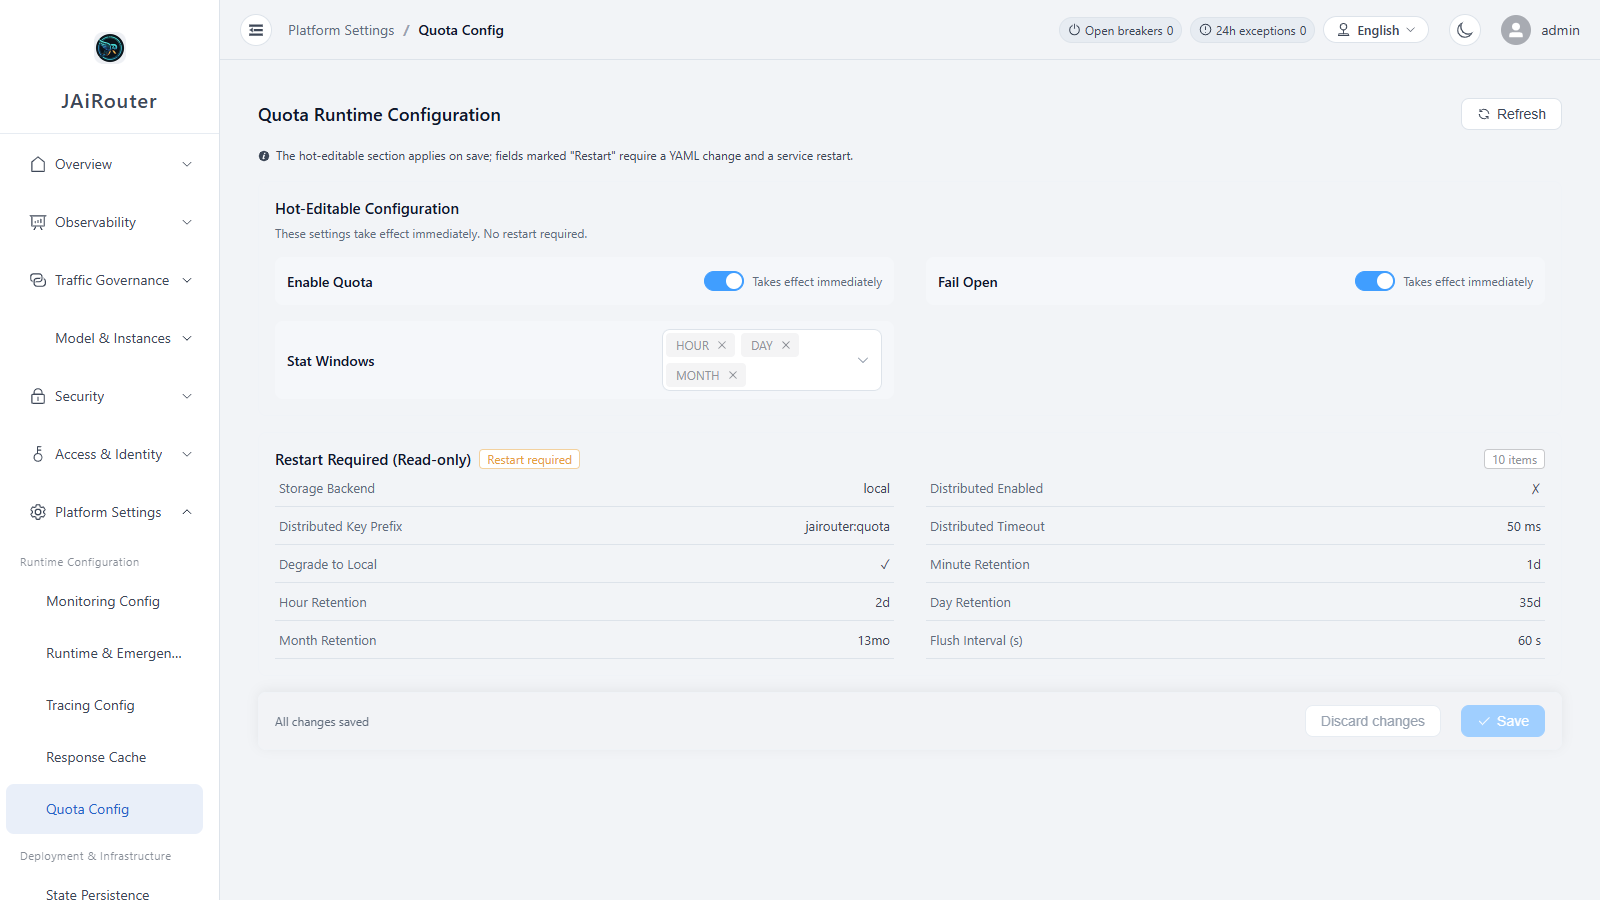 JAiRouter
Overview
Observability
Traffic Governance
Model & Instances
Security
Access & Identity
Platform Settings
Runtime Configuration
Monitoring Config
Runtime & Emergen...
Tracing Config
Response Cache
Quota Config
Deployment & Infrastructure
State Persistence
Platform Settings / Quota Config
Open breakers 0
24h exceptions 0
English
admin
Quota Runtime Configuration
Refresh
The hot-editable section applies on save; fields marked "Restart" require a YAML change and a service restart.
Hot-Editable Configuration
These settings take effect immediately. No restart required.
Enable Quota
Takes effect immediately
Fail Open
Takes effect immediately
Stat Windows
HOUR
DAY
MONTH
Restart Required (Read-only)
Restart required
10 items
Storage Backend local
Distributed Enabled ✗
Distributed Key Prefix jairouter:quota
Distributed Timeout 50 ms
Degrade to Local ✓
Minute Retention 1d
Hour Retention 2d
Day Retention 35d
Month Retention 13mo
Flush Interval (s) 60 s
All changes saved
Discard changes
Save